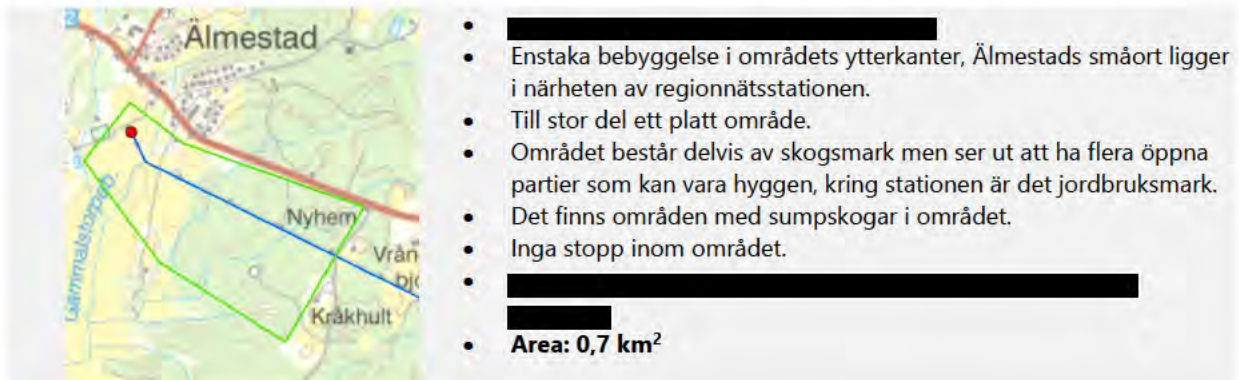 Älmestad
Nyhem
Vrån
bjo
Kråkhult
Gammalstorpab.
• Enstaka bebyggelse i områdets ytterkanter, Älmestads småort ligger
i närheten av regionnätsstationen.
• Till stor del ett platt område.
• Området består delvis av skogsmark men ser ut att ha flera öppna
partier som kan vara hyggen, kring stationen är det jordbruksmark.
• Det finns områden med sumpskogar i området.
• Inga stopp inom området.
• Area: 0,7 km²